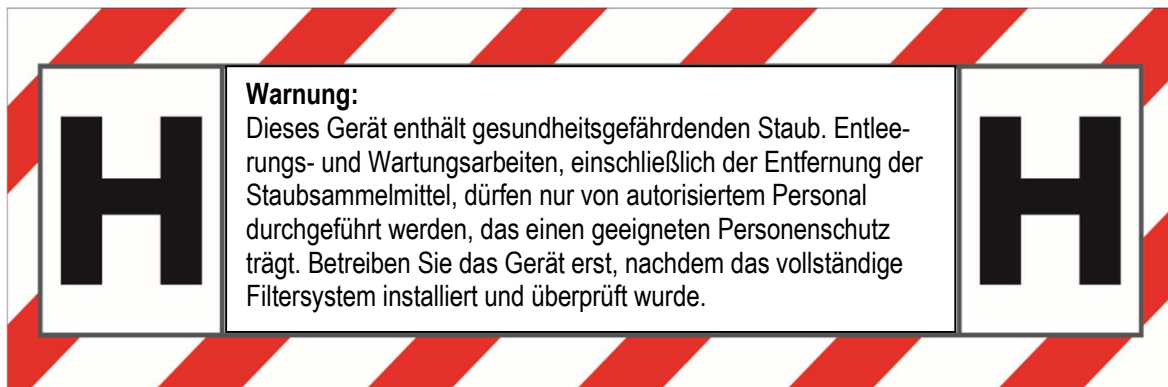 H
Warnung:
Dieses Gerät enthält gesundheitsgefährdenden Staub. Entlee-
rungs- und Wartungsarbeiten, einschließlich der Entfernung der
Staubsammelmittel, dürfen nur von autorisiertem Personal
durchgeführt werden, das einen geeigneten Personenschutz
trägt. Betreiben Sie das Gerät erst, nachdem das vollständige
Filtersystem installiert und überprüft wurde.
H